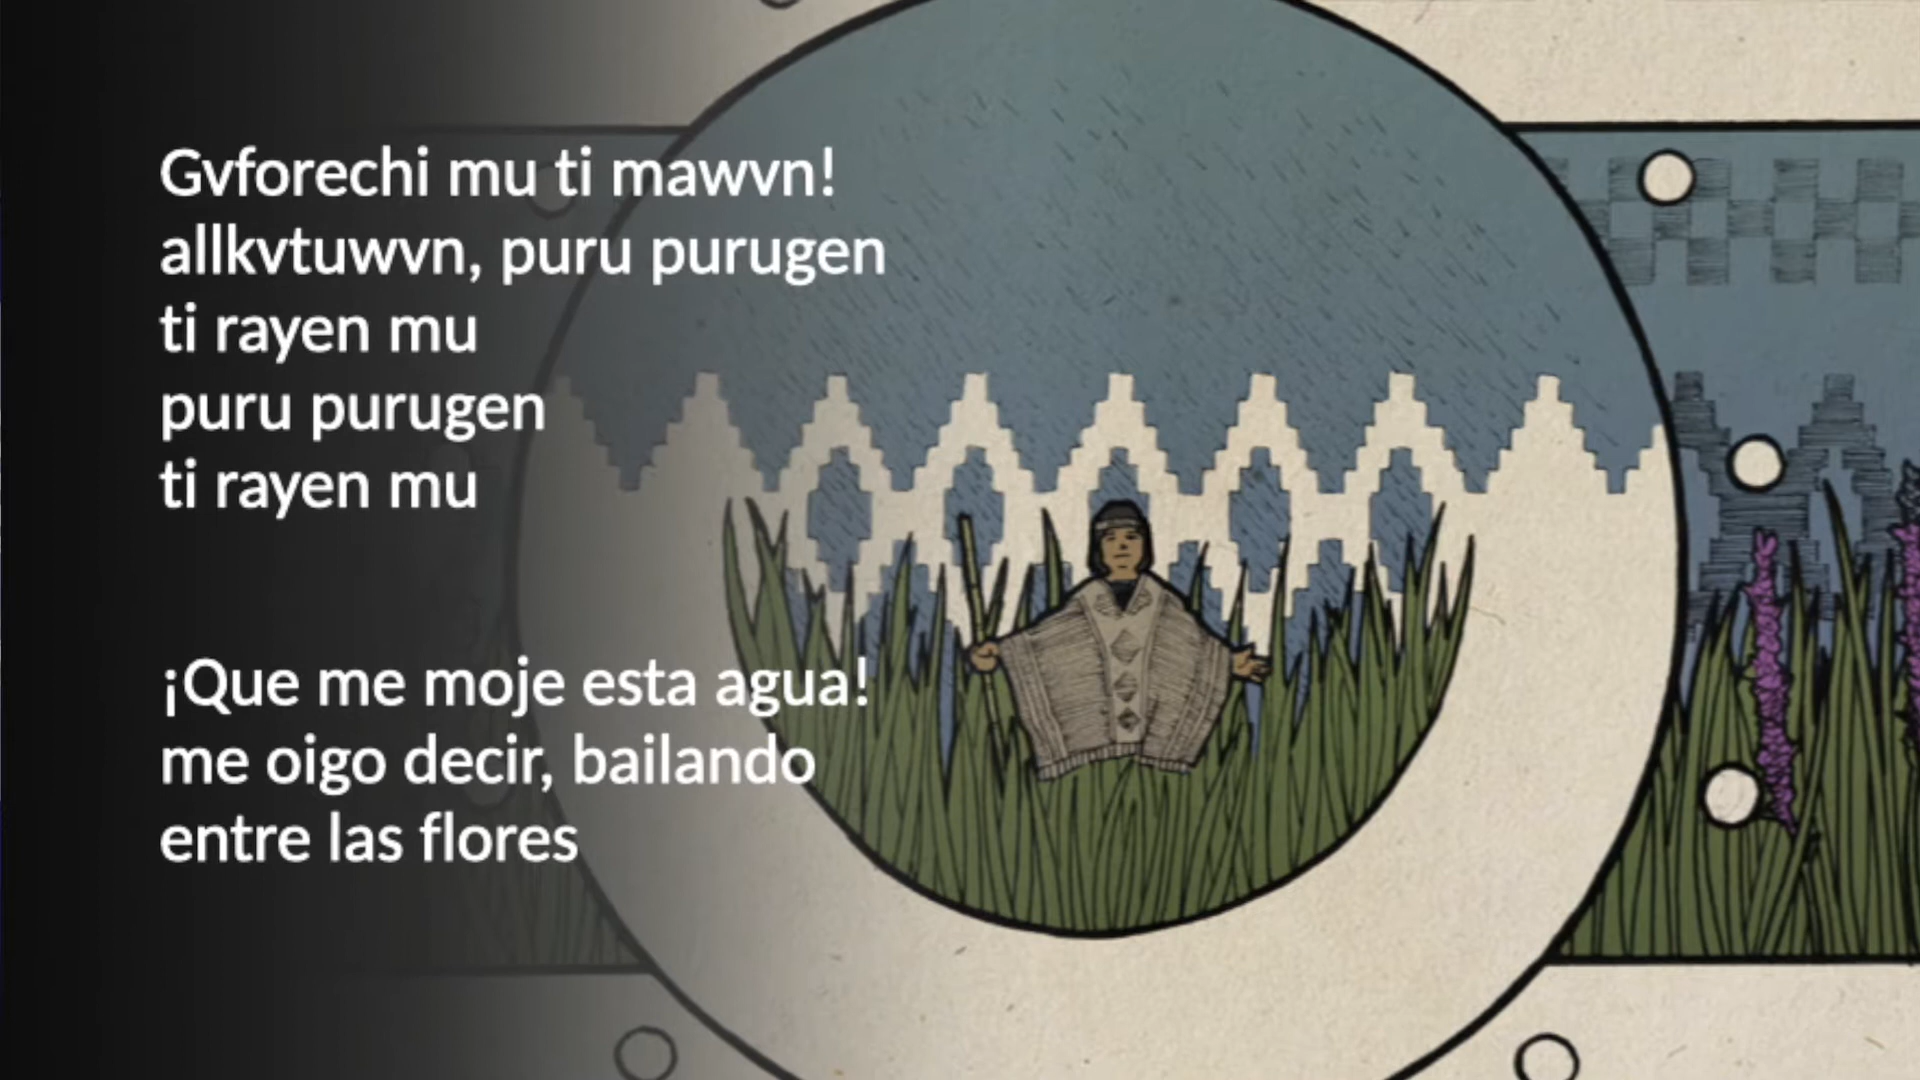 Gvforechi mu ti mawvn!
allkvtuwvn, puru purugen
ti rayen mu
puru purugen
ti rayen mu
¡Que me moje esta agua!
me oigo decir, bailando
entre las flores